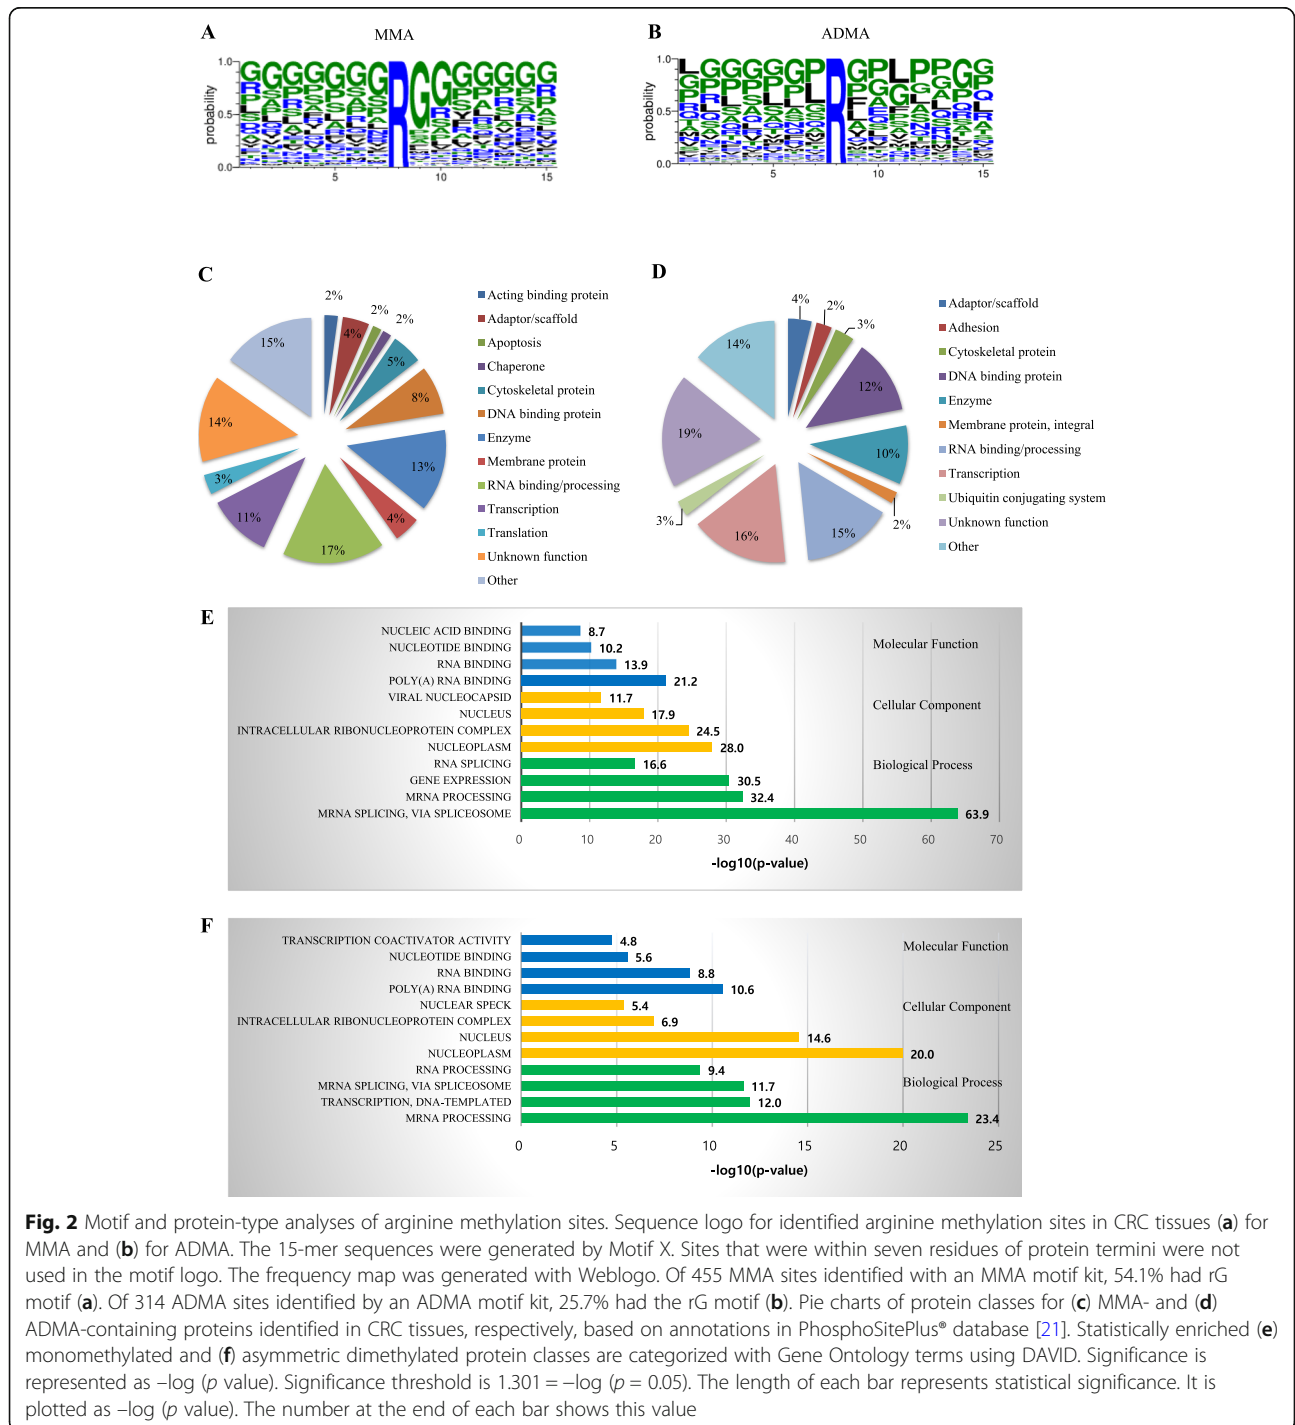 A
MMA
B
ADMA
probability
1.0
0.5
0.0
5
10
15
probability
1.0
0.5
0.0
5
10
15
C
2%
4%
2%
2%
5%
8%
13%
4%
17%
11%
3%
14%
15%
Acting binding protein
Adaptor/scaffold
Apoptosis
Chaperone
Cytoskeletal protein
DNA binding protein
Enzyme
Membrane protein
RNA binding/processing
Transcription
Translation
Unknown function
Other
D
4%
2%
3%
12%
10%
2%
15%
16%
3%
19%
14%
Adaptor/scaffold
Adhesion
Cytoskeletal protein
DNA binding protein
Enzyme
Membrane protein, integral
RNA binding/processing
Transcription
Ubiquitin conjugating system
Unknown function
Other
E
NUCLEIC ACID BINDING 8.7
NUCLEOTIDE BINDING 10.2
Molecular Function
RNA BINDING 13.9
POLY(A) RNA BINDING 21.2
VIRAL NUCLEOCAPSID 11.7
Cellular Component
NUCLEUS 17.9
INTRACELLULAR RIBONUCLEOPROTEIN COMPLEX 24.5
NUCLEOPLASM 28.0
RNA SPLICING 16.6
Biological Process
GENE EXPRESSION 30.5
MRNA PROCESSING 32.4
MRNA SPLICING, VIA SPLICEOSOME 63.9
0 10 20 30 40 50 60 70
-log10(p-value)
F
TRANSCRIPTION COACTIVATOR ACTIVITY 4.8
Molecular Function
NUCLEOTIDE BINDING 5.6
RNA BINDING 8.8
POLY(A) RNA BINDING 10.6
NUCLEAR SPECK 5.4
Cellular Component
INTRACELLULAR RIBONUCLEOPROTEIN COMPLEX 6.9
NUCLEUS 14.6
NUCLEOPLASM 20.0
RNA PROCESSING 9.4
Biological Process
MRNA SPLICING, VIA SPLICEOSOME 11.7
TRANSCRIPTION, DNA-TEMPLATED 12.0
MRNA PROCESSING 23.4
0 5 10 15 20 25
-log10(p-value)
Fig. 2 Motif and protein-type analyses of arginine methylation sites. Sequence logo for identified arginine methylation sites in CRC tissues (a) for
MMA and (b) for ADMA. The 15-mer sequences were generated by Motif X. Sites that were within seven residues of protein termini were not
used in the motif logo. The frequency map was generated with Weblogo. Of 455 MMA sites identified with an MMA motif kit, 54.1% had rG
motif (a). Of 314 ADMA sites identified by an ADMA motif kit, 25.7% had the rG motif (b). Pie charts of protein classes for (c) MMA- and (d)
ADMA-containing proteins identified in CRC tissues, respectively, based on annotations in PhosphoSitePlus® database [21]. Statistically enriched (e)
monomethylated and (f) asymmetric dimethylated protein classes are categorized with Gene Ontology terms using DAVID. Significance is
represented as –log (p value). Significance threshold is 1.301 = −log (p = 0.05). The length of each bar represents statistical significance. It is
plotted as –log (p value). The number at the end of each bar shows this value